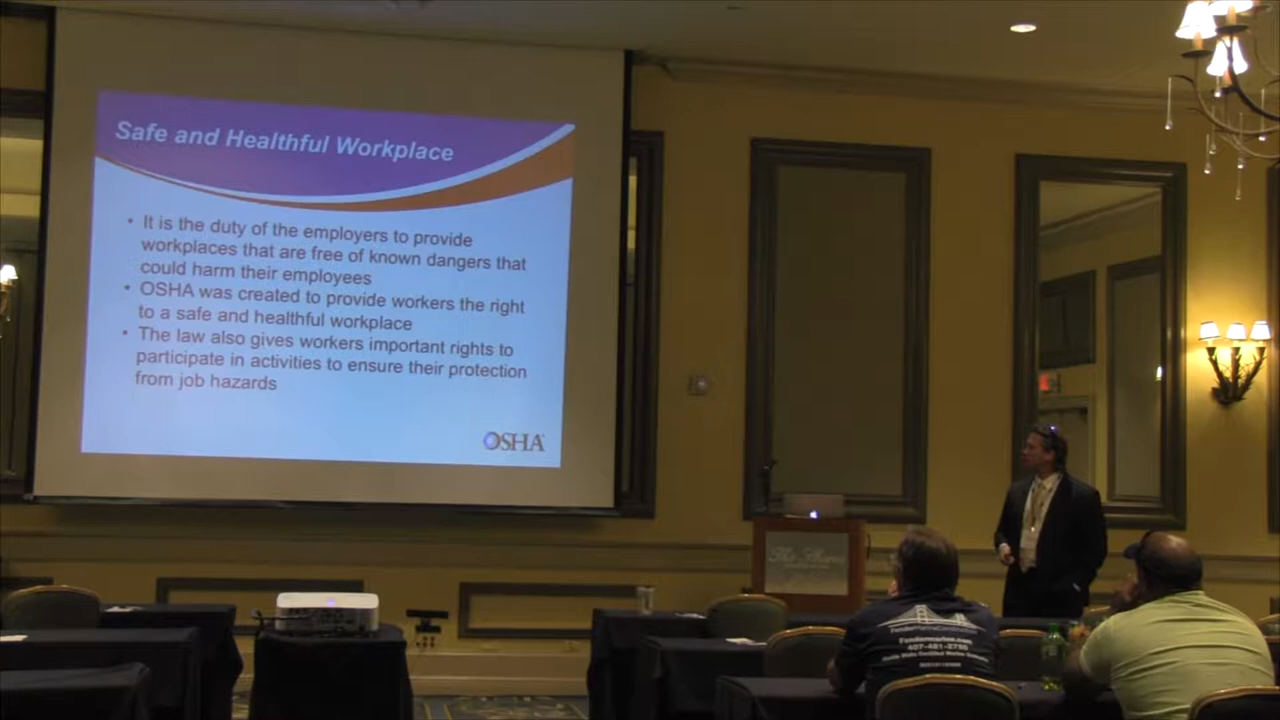 Safe and Healthful Workplace
• It is the duty of the employers to provide
workplaces that are free of known dangers that
could harm their employees
• OSHA was created to provide workers the right
to a safe and healthful workplace
• The law also gives workers important rights to
participate in activities to ensure their protection
from job hazards
OSHA